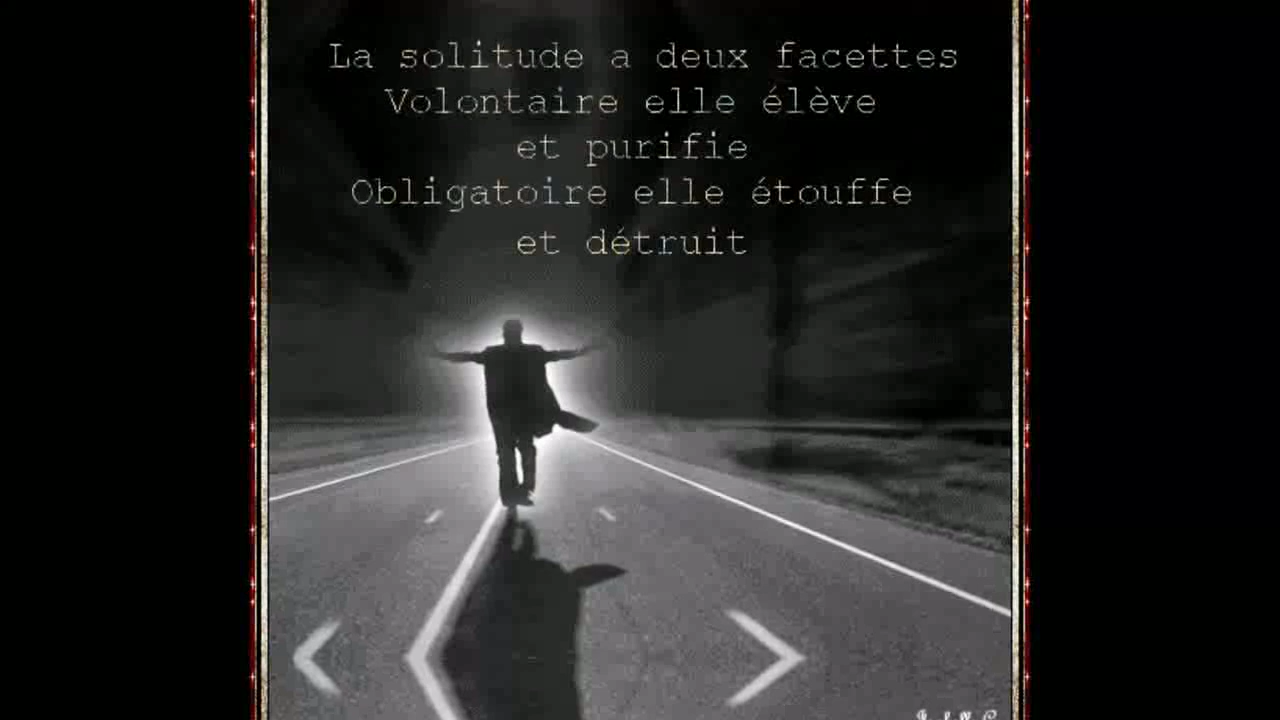 La solitude a deux facettes
Volontaire elle élève
et purifie
Obligatoire elle étouffe
et détruit